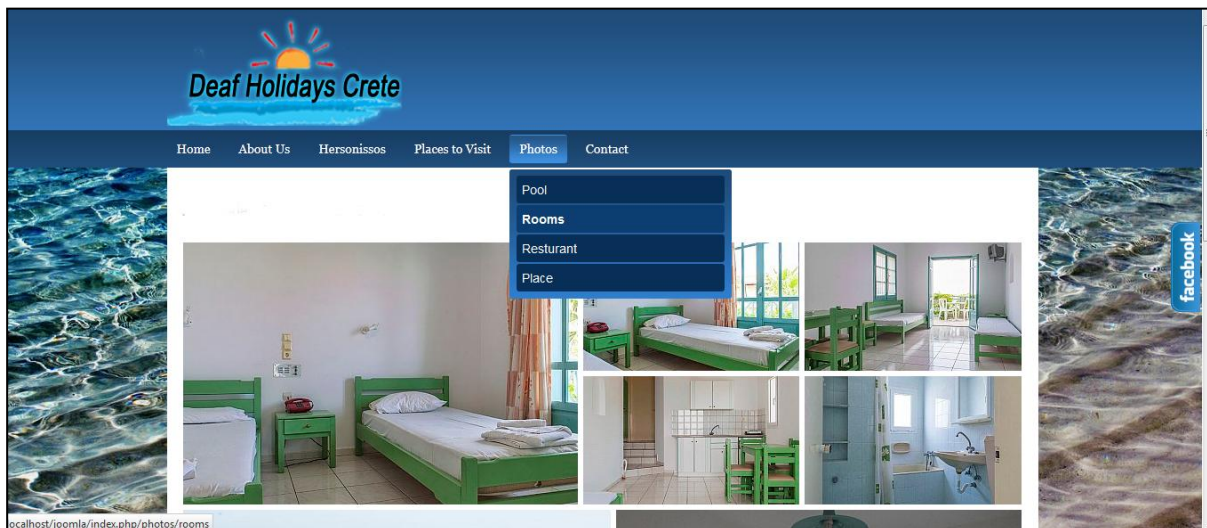 Deaf Holidays Crete
Home About Us Hersonissos Places to Visit Photos Contact
Pool
Rooms
Resturant
Place
facebook
ocalhost/joomla/index.php/photos/rooms